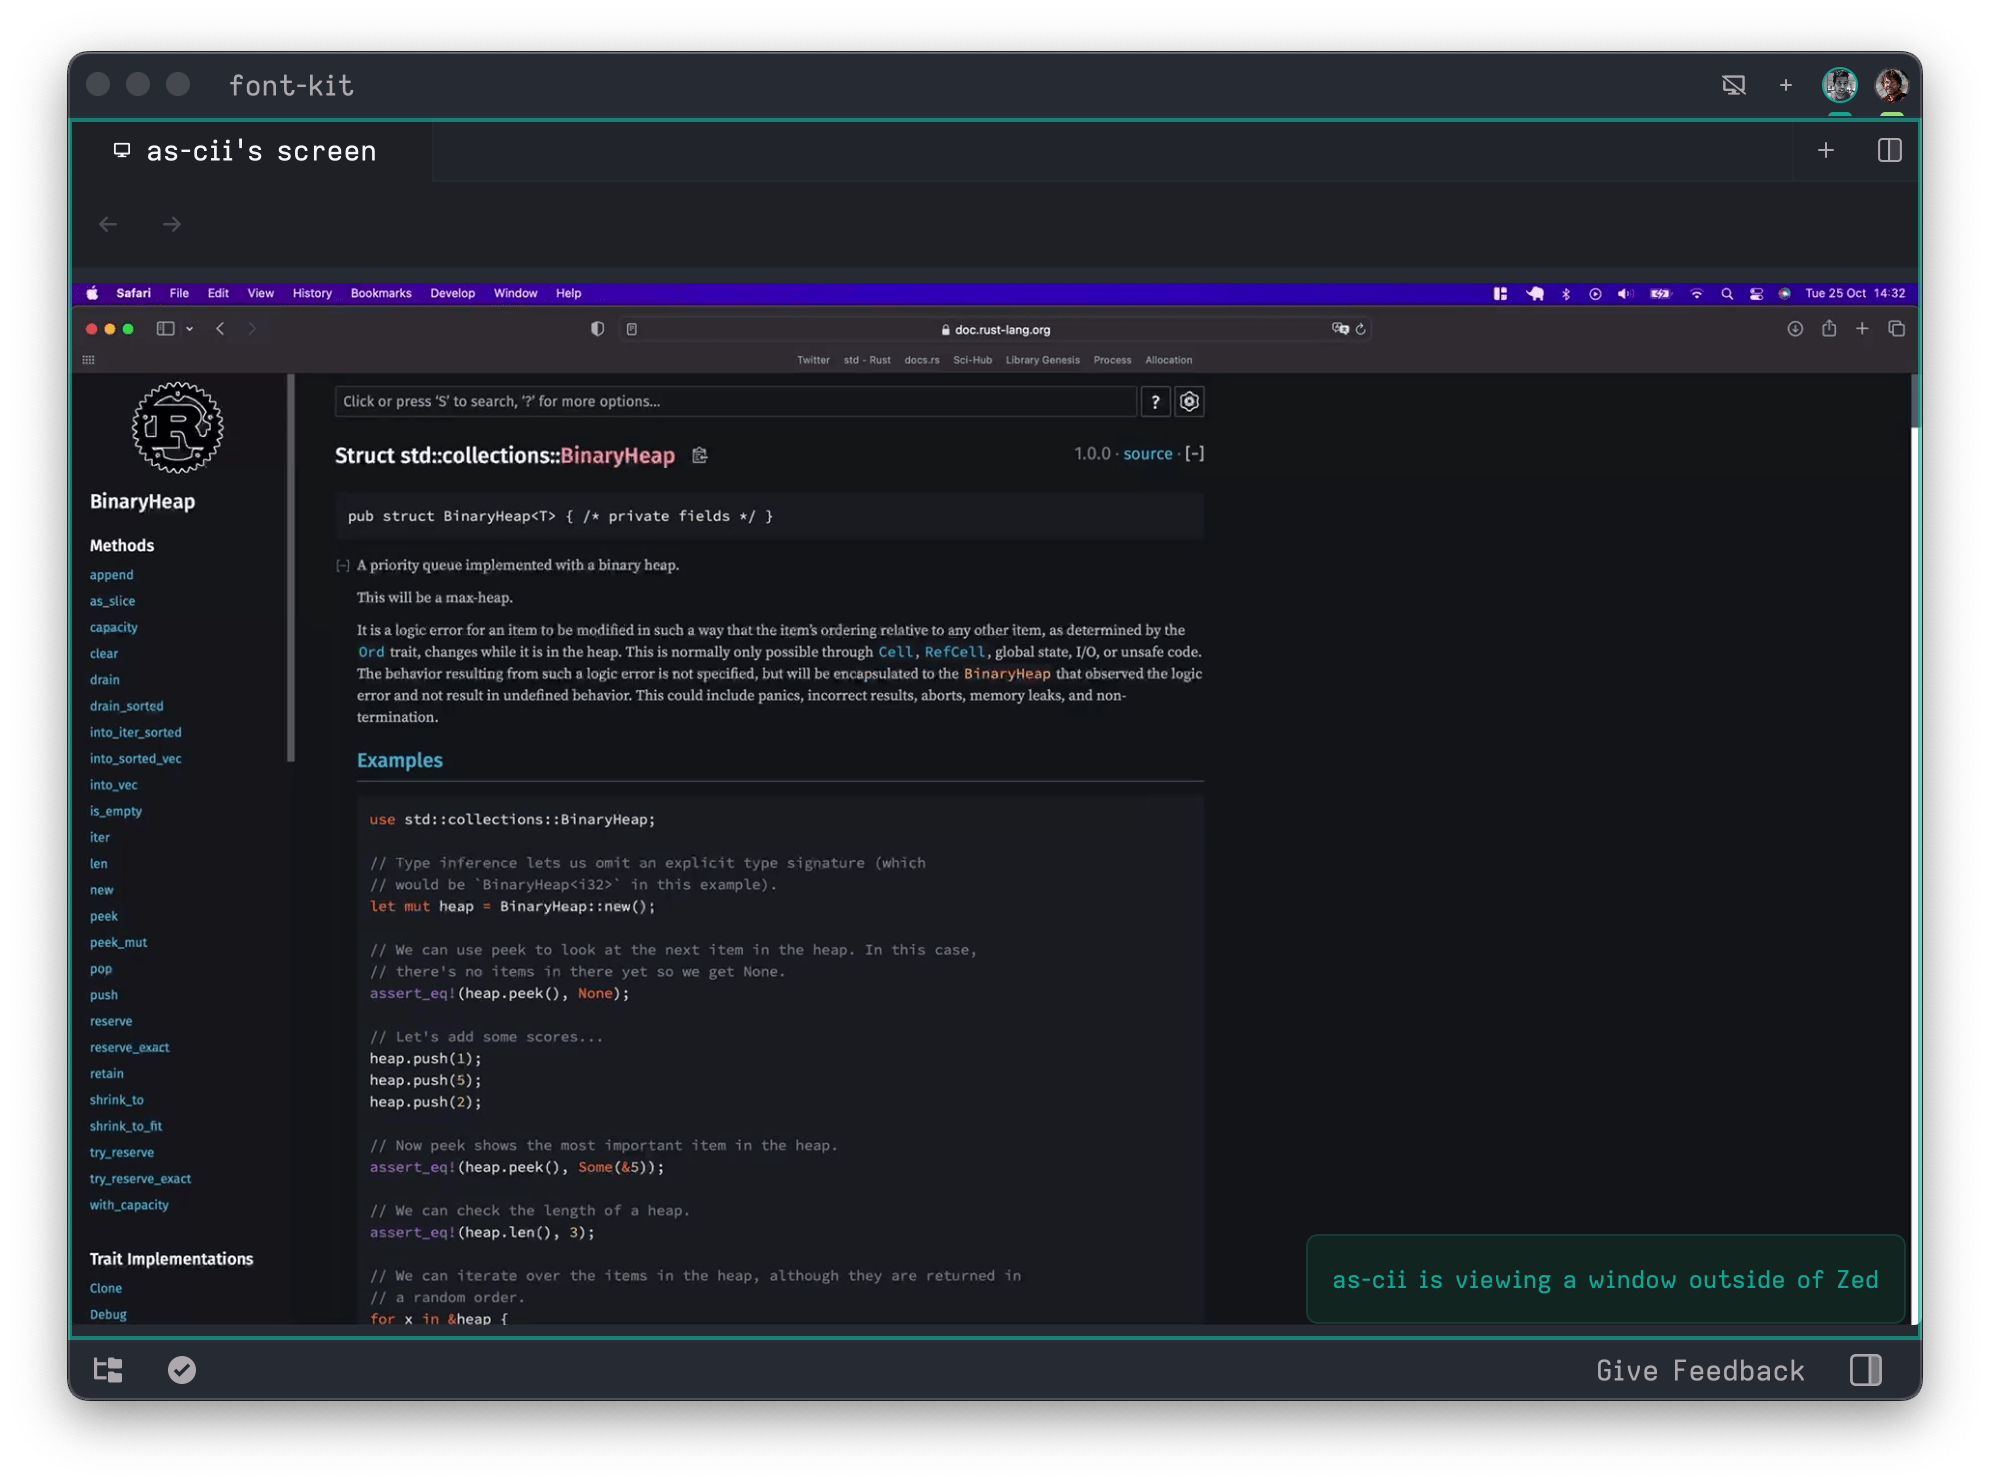 font-kit
as-cii's screen
Safari File Edit View History Bookmarks Develop Window Help Tue 25 Oct 14:32
doc.rust-lang.org
Twitter std - Rust docs.rs Sci-Hub Library Genesis Process Allocation
R
BinaryHeap
Methods
append
as_slice
capacity
clear
drain
drain_sorted
into_iter_sorted
into_sorted_vec
into_vec
is_empty
iter
len
new
peek
peek_mut
pop
push
reserve
reserve_exact
retain
shrink_to
shrink_to_fit
try_reserve
try_reserve_exact
with_capacity
Trait Implementations
Clone
Debug
Click or press ‘S’ to search, ‘?’ for more options…
?
Struct std::collections::BinaryHeap 1.0.0 · source · [-]
pub struct BinaryHeap<T> { /* private fields */ }
[-] A priority queue implemented with a binary heap.
This will be a max-heap.
It is a logic error for an item to be modified in such a way that the item’s ordering relative to any other item, as determined by the
Ord trait, changes while it is in the heap. This is normally only possible through Cell, RefCell, global state, I/O, or unsafe code.
The behavior resulting from such a logic error is not specified, but will be encapsulated to the BinaryHeap that observed the logic
error and not result in undefined behavior. This could include panics, incorrect results, aborts, memory leaks, and non-
termination.
Examples
use std::collections::BinaryHeap;
// Type inference lets us omit an explicit type signature (which
// would be `BinaryHeap<i32>` in this example).
let mut heap = BinaryHeap::new();
// We can use peek to look at the next item in the heap. In this case,
// there's no items in there yet so we get None.
assert_eq!(heap.peek(), None);
// Let's add some scores...
heap.push(1);
heap.push(5);
heap.push(2);
// Now peek shows the most important item in the heap.
assert_eq!(heap.peek(), Some(&5));
// We can check the length of a heap.
assert_eq!(heap.len(), 3);
// We can iterate over the items in the heap, although they are returned in
// a random order.
for x in &heap {
as-cii is viewing a window outside of Zed
Give Feedback